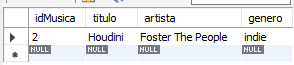 idMusica titulo artista genero
2 Houdini Foster The People indie
NULL NULL NULL NULL